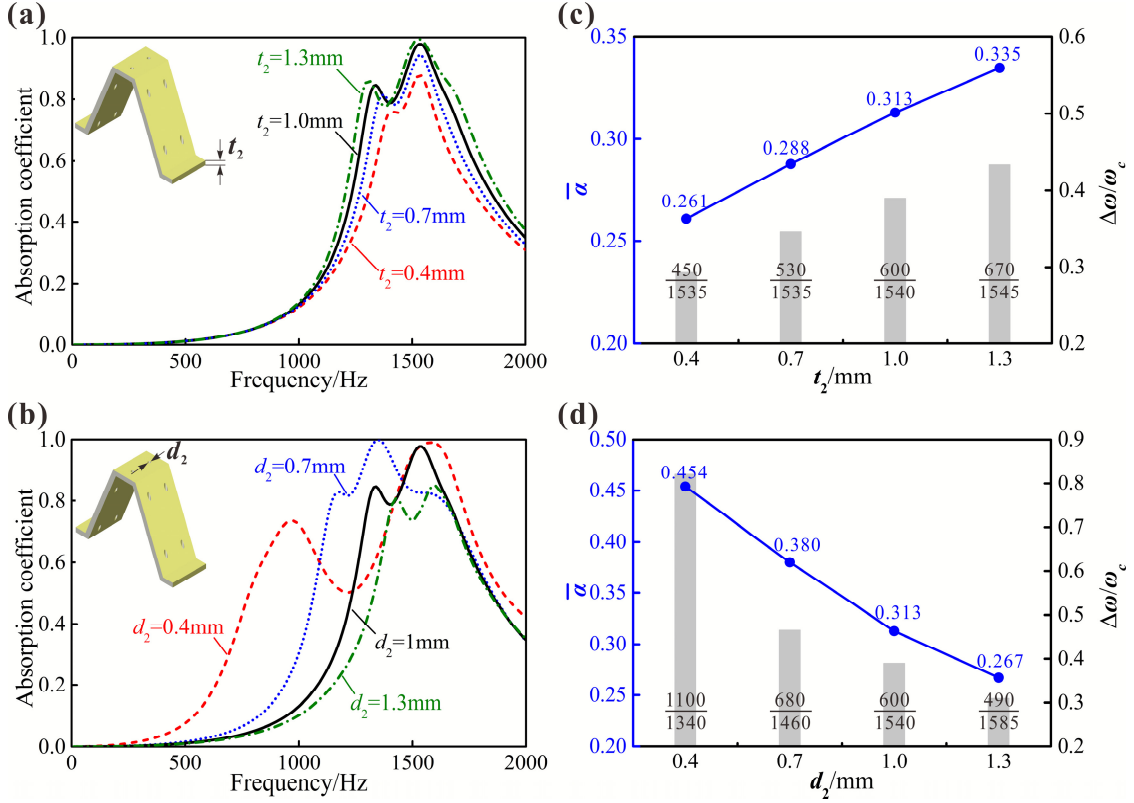 (a)
1.0
0.8
0.6
0.4
0.2
0.0
Absorption coefficient
t2
t2=1.3mm
t2=1.0mm
t2=0.7mm
t2=0.4mm
0 500 1000 1500 2000
Frequency/Hz
(c)
0.35
0.30
0.25
0.20
α
0.261
0.288
0.313
0.335
450
1535
530
1535
600
1540
670
1545
0.6
0.5
0.4
0.3
0.2
Δω/ωc
0.4 0.7 1.0 1.3
t2/mm
(b)
1.0
0.8
0.6
0.4
0.2
0.0
Absorption coefficient
d2
d2=0.7mm
d2=0.4mm
d2=1mm
d2=1.3mm
0 500 1000 1500 2000
Frequency/Hz
(d)
0.50
0.45
0.40
0.35
0.30
0.25
0.20
α
0.454
0.380
0.313
0.267
1100
1340
680
1460
600
1540
490
1585
0.9
0.8
0.7
0.6
0.5
0.4
0.3
0.2
Δω/ωc
0.4 0.7 1.0 1.3
d2/mm